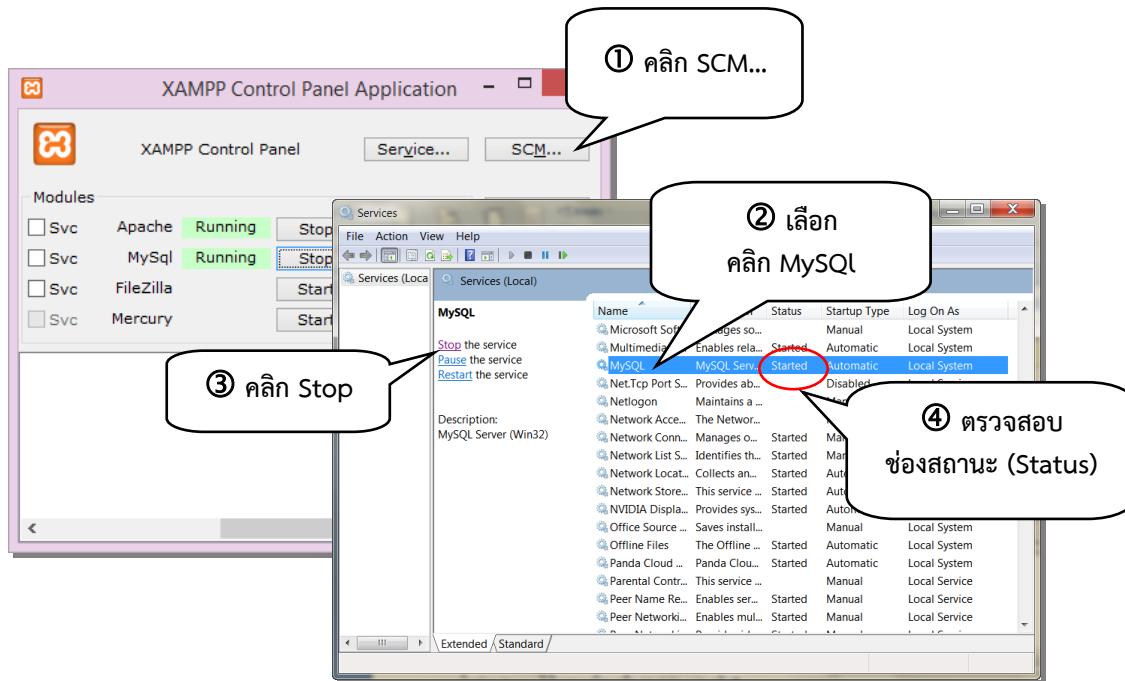 ① คลิก SCM...
XAMPP Control Panel Application
XAMPP Control Panel
Service...
SCM...
Modules
Svc Apache Running Stop
Svc MySql Running Stop
Svc FileZilla Start
Svc Mercury Start
Services
File Action View Help
Services (Loca
Services (Local)
② เลือก
คลิก MySQL
③ คลิก Stop
④ ตรวจสอบ
ช่องสถานะ (Status)
MySQL
Stop the service
Pause the service
Restart the service
Description:
MySQL Server (Win32)
Name Status Startup Type Log On As
Microsoft Soft ges so... Manual Local System
Multimedia Enables rela... Started Automatic Local System
MySQL MySQL Serv... Started Automatic Local System
Net.Tcp Port S... Provides ab... Disabled
Netlogon Maintains a ...
Network Acce... The Networ...
Network Conn... Manages o... Started
Network List S... Identifies th... Started
Network Locat... Collects an... Started
Network Store... This service ... Started
NVIDIA Displa... Provides sys... Started
Office Source ... Saves install... Manual Local System
Offline Files The Offline ... Started Automatic Local System
Panda Cloud ... Panda Clou... Started Automatic Local System
Parental Contr... This service ... Manual Local Service
Peer Name Re... Enables ser... Started Manual Local Service
Peer Networki... Enables mul... Started Manual Local Service
Extended Standard